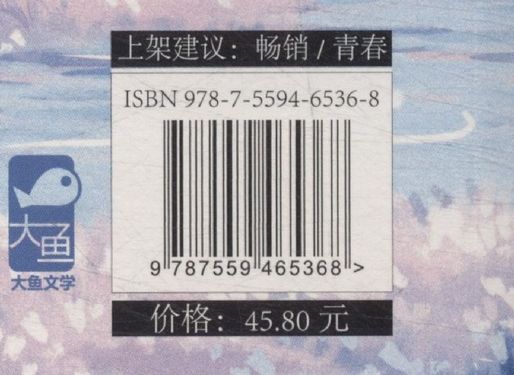 上架建议：畅销 / 青春
ISBN 978-7-5594-6536-8
9 787559 465368 >
大鱼
大鱼文学
价格：45.80 元